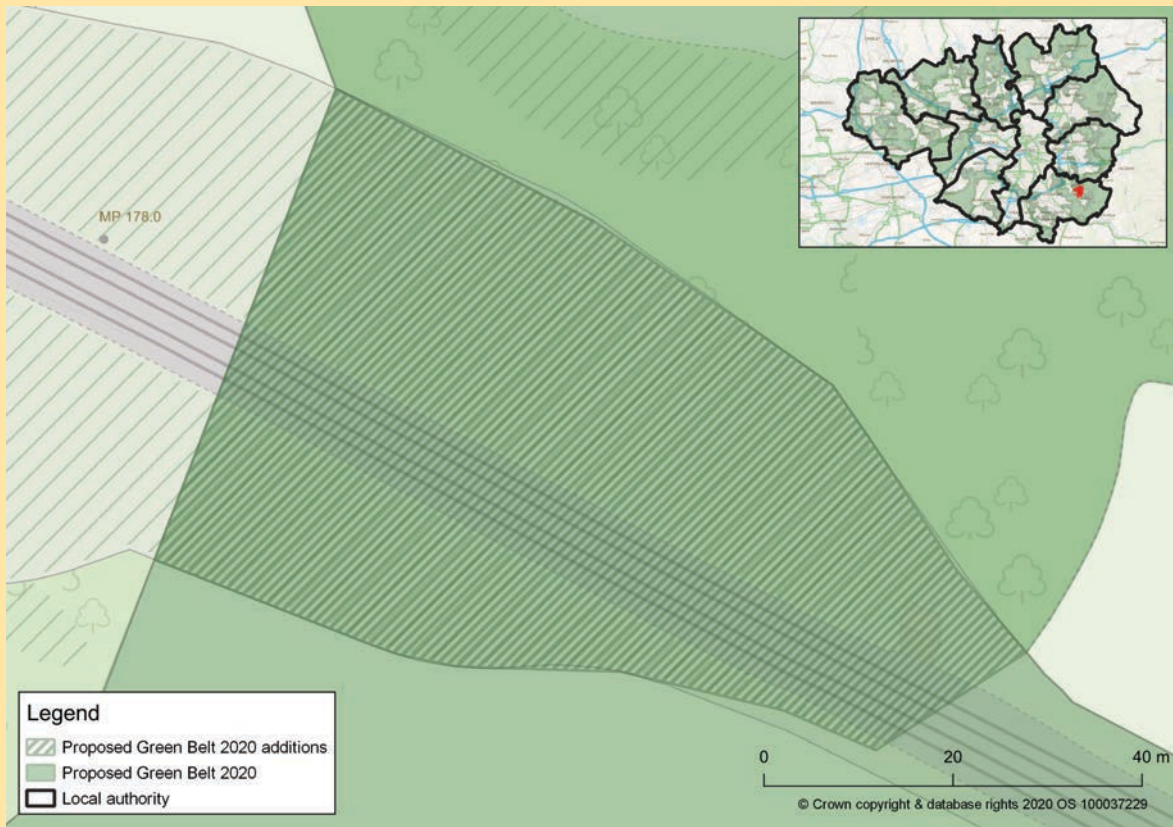 MP 178.0
Legend
Proposed Green Belt 2020 additions
Proposed Green Belt 2020
Local authority
0 20 40 m
© Crown copyright & database rights 2020 OS 100037229